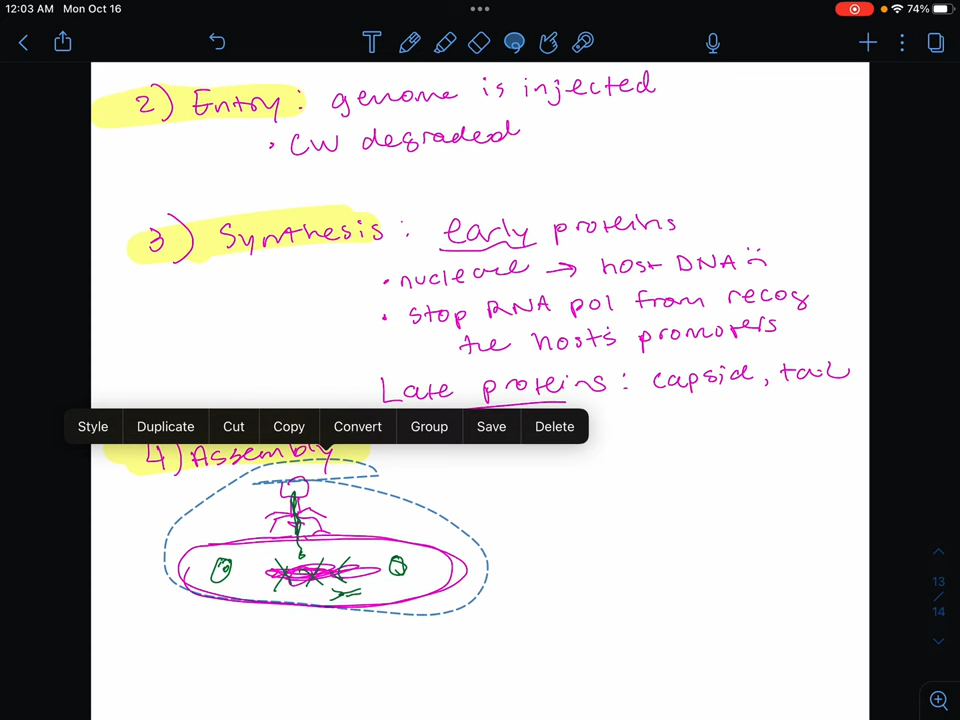 12:03 AM Mon Oct 16
74%
2) Entry: genome is injected
• CW degraded
3) Synthesis: early proteins
• nuclease → host DNA
• Stop RNA pol from recog
the host's promoters
Late proteins: capsid, tail
Style Duplicate Cut Copy Convert Group Save Delete
4) Assembly
13
/
14